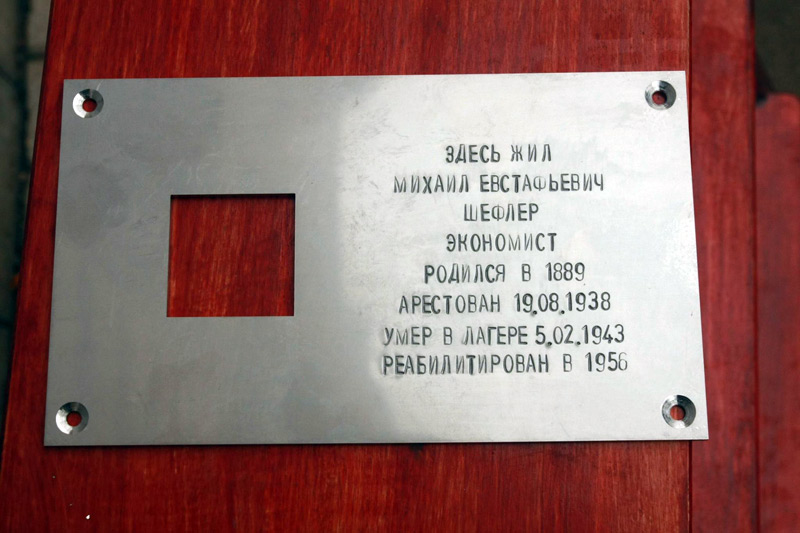 ЗДЕСЬ ЖИЛ
МИХАИЛ ЕВСТАФЬЕВИЧ
ШЕФЛЕР
ЭКОНОМИСТ
РОДИЛСЯ В 1889
АРЕСТОВАН 19.08.1938
УМЕР В ЛАГЕРЕ 5.02.1943
РЕАБИЛИТИРОВАН В 1956